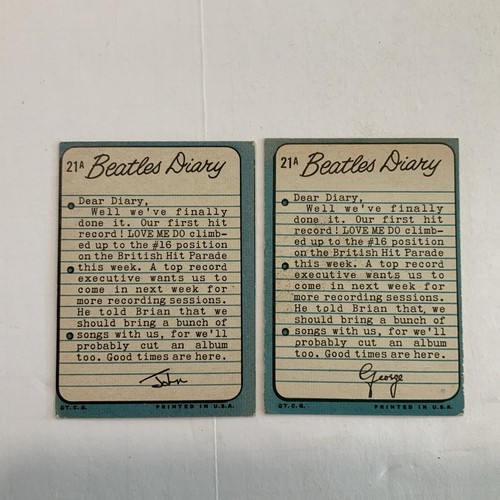 21A Beatles Diary
Dear Diary,
Well we've finally
done it. Our first hit
record! LOVE ME DO climb-
ed up to the #16 position
on the British Hit Parade
this week. A top record
executive wants us to
come in next week for
more recording sessions.
He told Brian that we
should bring a bunch of
songs with us, for we'll
probably cut an album
too. Good times are here.
John
©T.C.G. PRINTED IN U.S.A.
21A Beatles Diary
Dear Diary,
Well we've finally
done it. Our first hit
record! LOVE ME DO climb-
ed up to the #16 position
on the British Hit Parade
this week. A top record
executive wants us to
come in next week for
more recording sessions.
He told Brian that, we
should bring a bunch of
songs with us, for we'll
probably cut an album
too. Good times are here.
George
©T.C.G. PRINTED IN U.S.A.